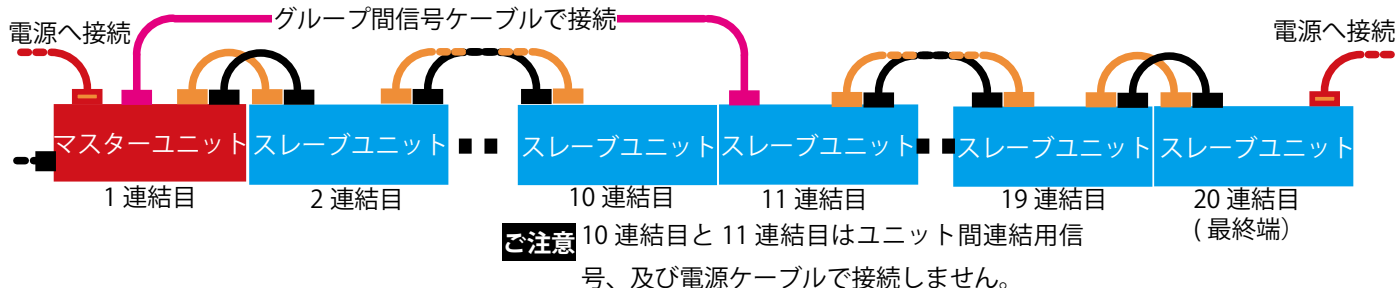 グループ間信号ケーブルで接続
電源へ接続
電源へ接続
マスターユニット
スレーブユニット
スレーブユニット
スレーブユニット
スレーブユニット
スレーブユニット
1 連結目
2 連結目
10 連結目
11 連結目
19 連結目
20 連結目
( 最終端）
ご注意 10 連結目と 11 連結目はユニット間連結用信
号、及び電源ケーブルで接続しません。